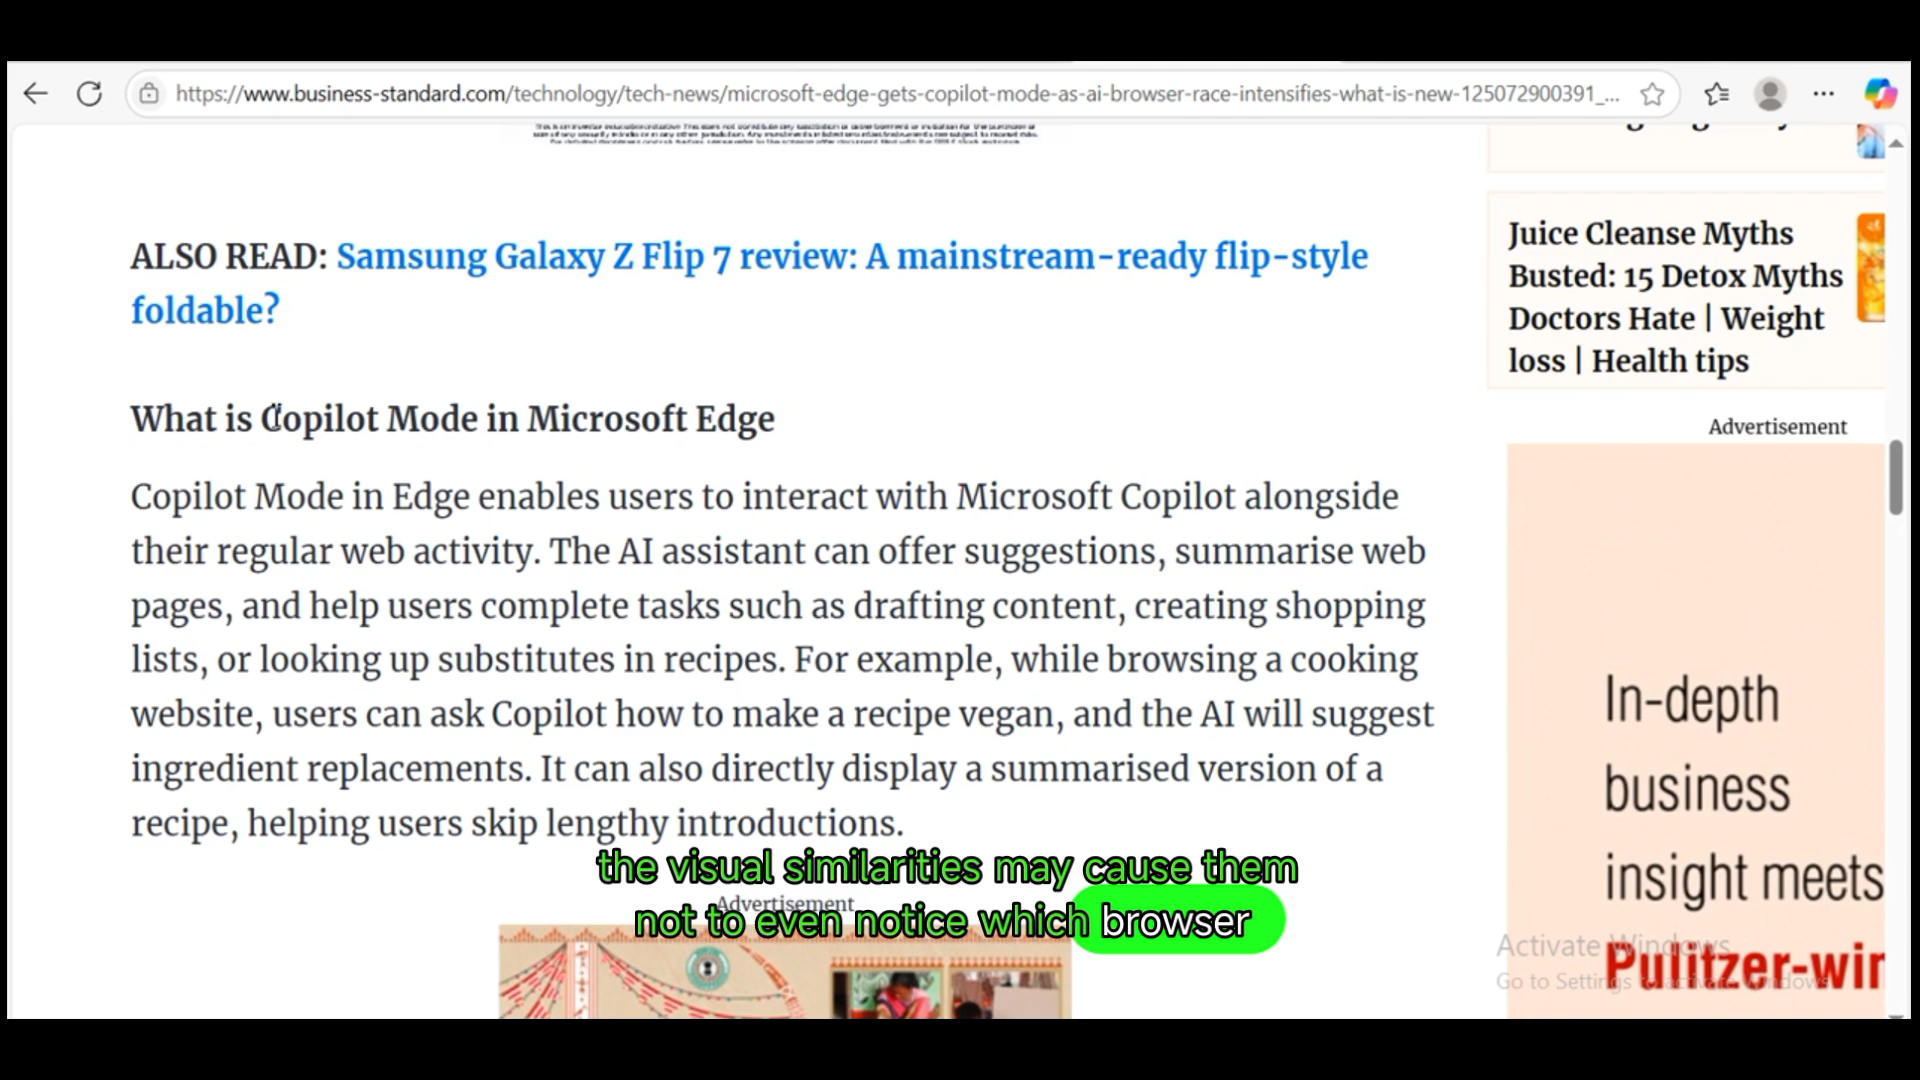 https://www.business-standard.com/technology/tech-news/microsoft-edge-gets-copilot-mode-as-ai-browser-race-intensifies-what-is-new-125072900391_...
ALSO READ: Samsung Galaxy Z Flip 7 review: A mainstream-ready flip-style
foldable?
What is Copilot Mode in Microsoft Edge
Copilot Mode in Edge enables users to interact with Microsoft Copilot alongside
their regular web activity. The AI assistant can offer suggestions, summarise web
pages, and help users complete tasks such as drafting content, creating shopping
lists, or looking up substitutes in recipes. For example, while browsing a cooking
website, users can ask Copilot how to make a recipe vegan, and the AI will suggest
ingredient replacements. It can also directly display a summarised version of a
recipe, helping users skip lengthy introductions.
the visual similarities may cause them
not to even notice which browser
Advertisement
Juice Cleanse Myths
Busted: 15 Detox Myths
Doctors Hate | Weight
loss | Health tips
Advertisement
In-depth
business
insight meets
Pulitzer-win
Activate Windows
Go to Settings to activate Windows.